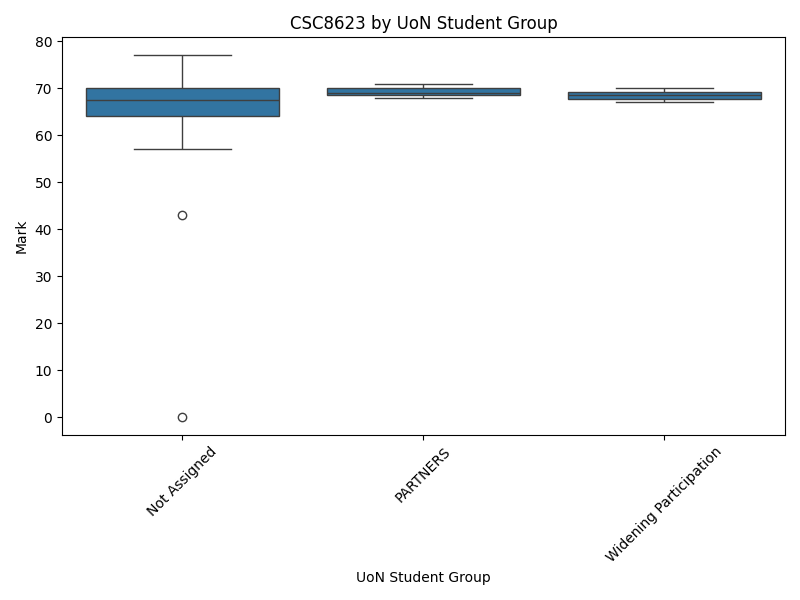 CSC8623 by UoN Student Group
80
70
60
50
40
30
20
10
0
Mark
Not Assigned
PARTNERS
Widening Participation
UoN Student Group